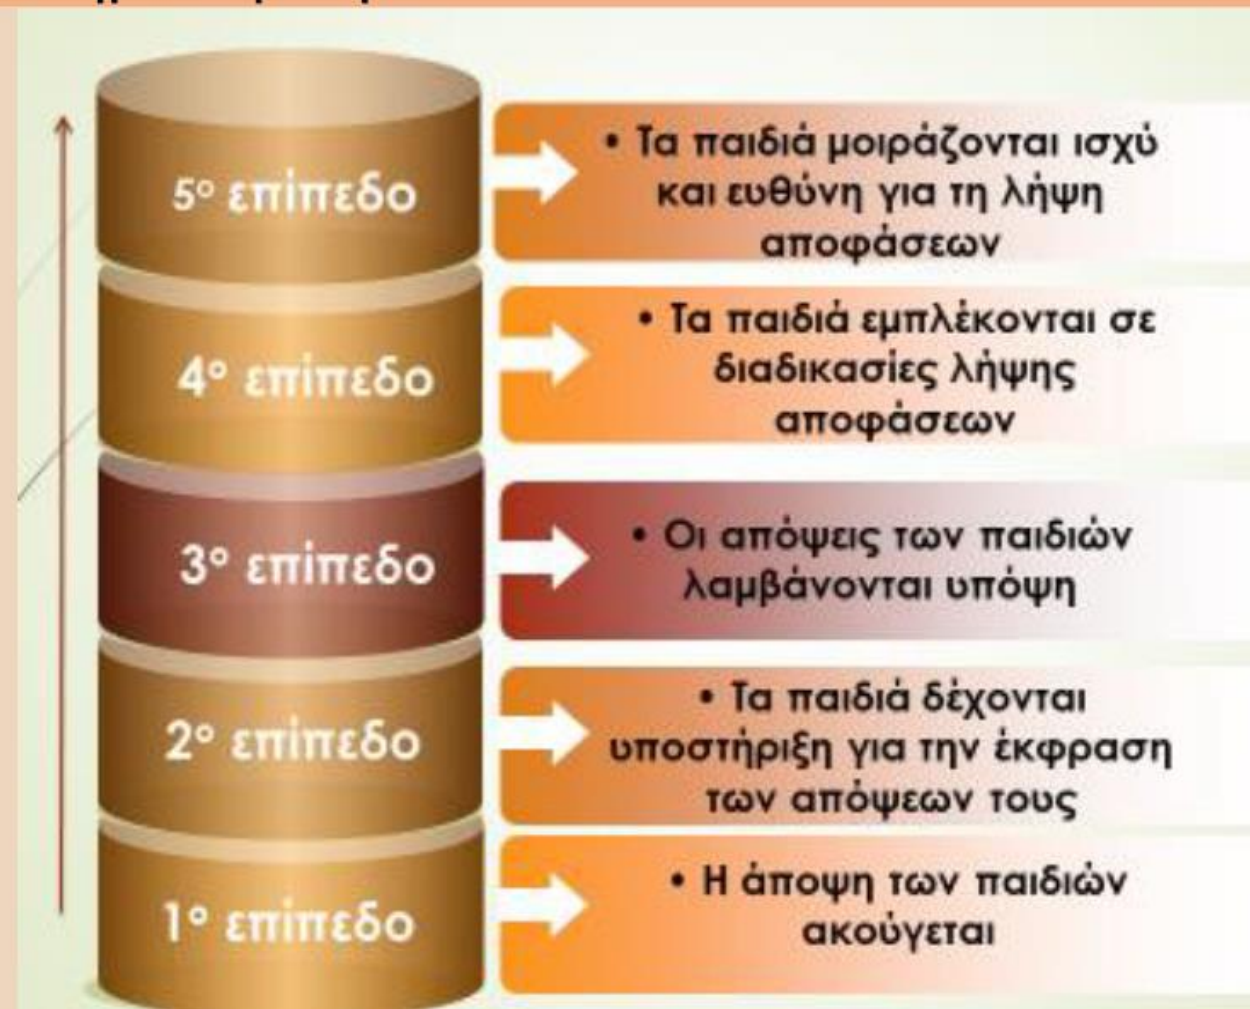 5ο επίπεδο
• Τα παιδιά μοιράζονται ισχύ
και ευθύνη για τη λήψη
αποφάσεων
4ο επίπεδο
• Τα παιδιά εμπλέκονται σε
διαδικασίες λήψης
αποφάσεων
3ο επίπεδο
• Οι απόψεις των παιδιών
λαμβάνονται υπόψη
2ο επίπεδο
• Τα παιδιά δέχονται
υποστήριξη για την έκφραση
των απόψεων τους
1ο επίπεδο
• Η άποψη των παιδιών
ακούγεται